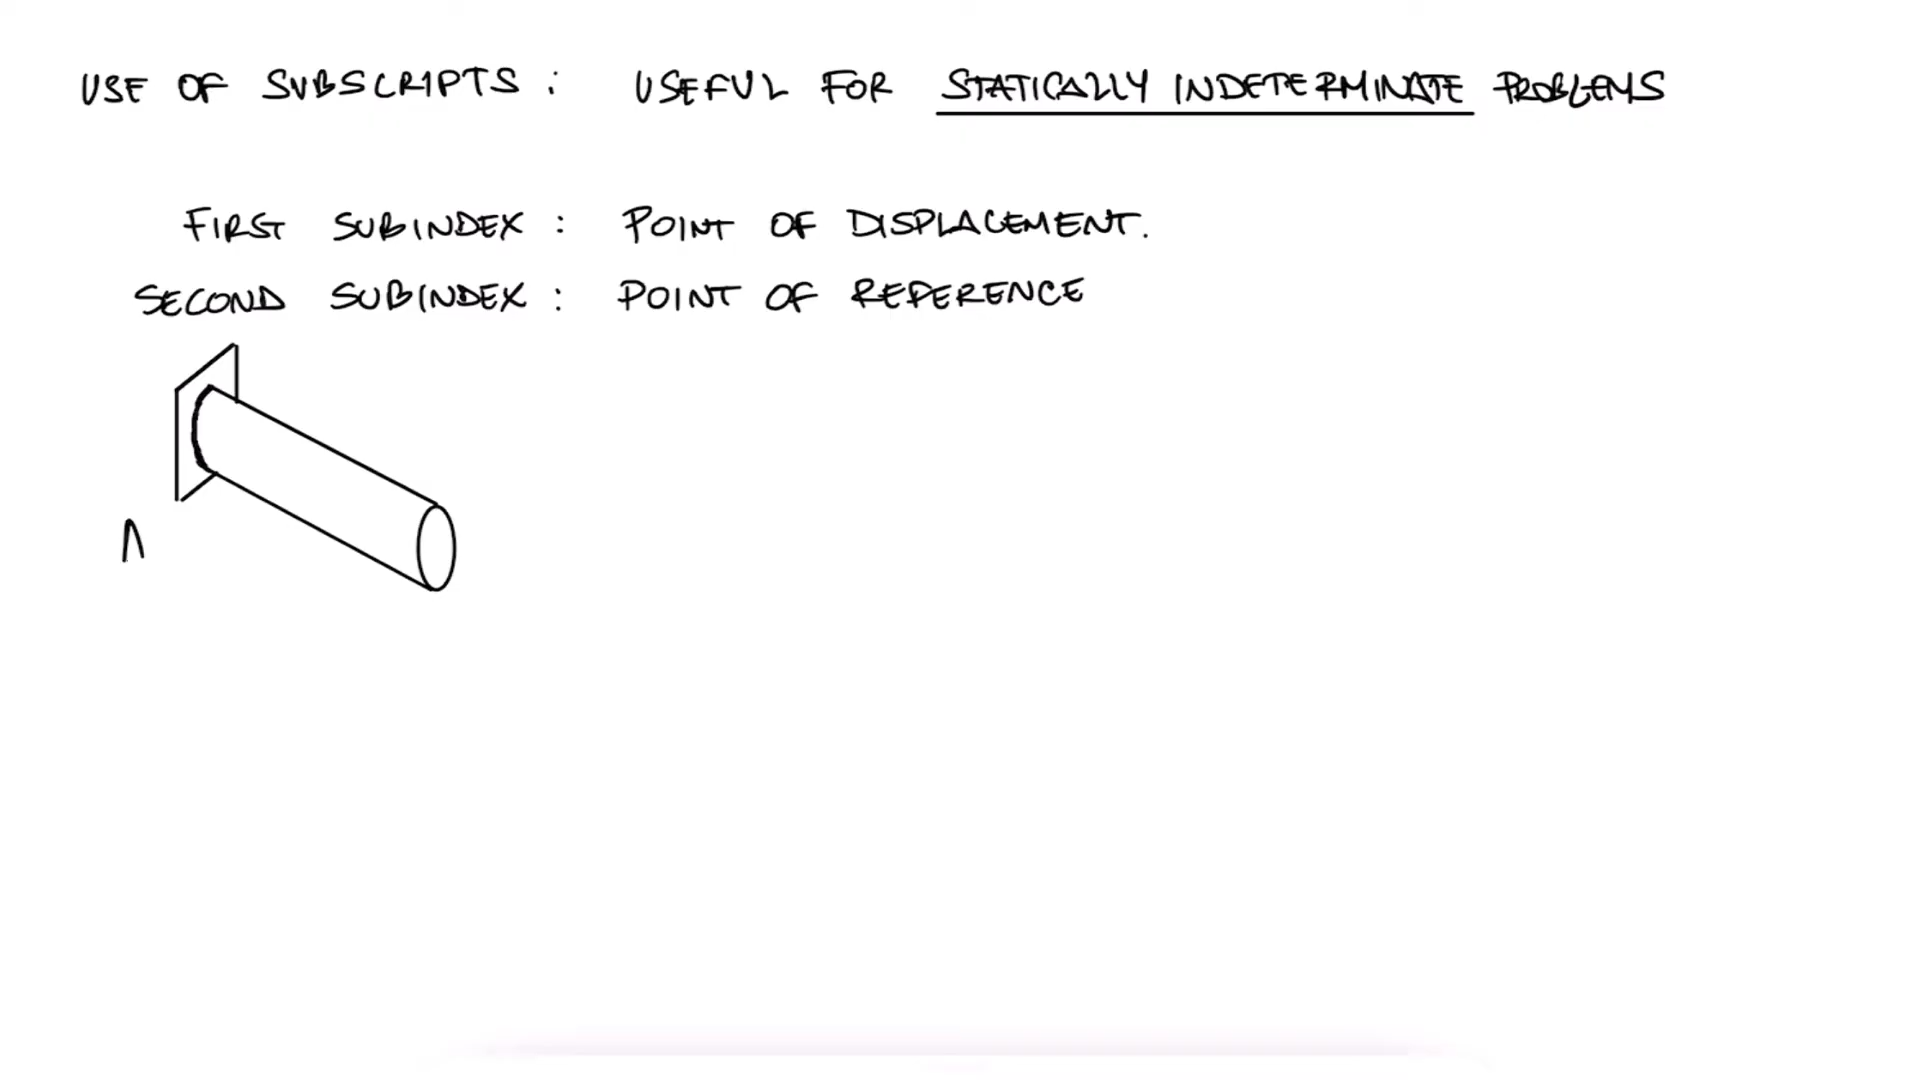 USE OF SUBSCRIPTS: USEFUL FOR STATICALLY INDETERMINATE PROBLEMS
FIRST SUBINDEX: POINT OF DISPLACEMENT.
SECOND SUBINDEX: POINT OF REFERENCE